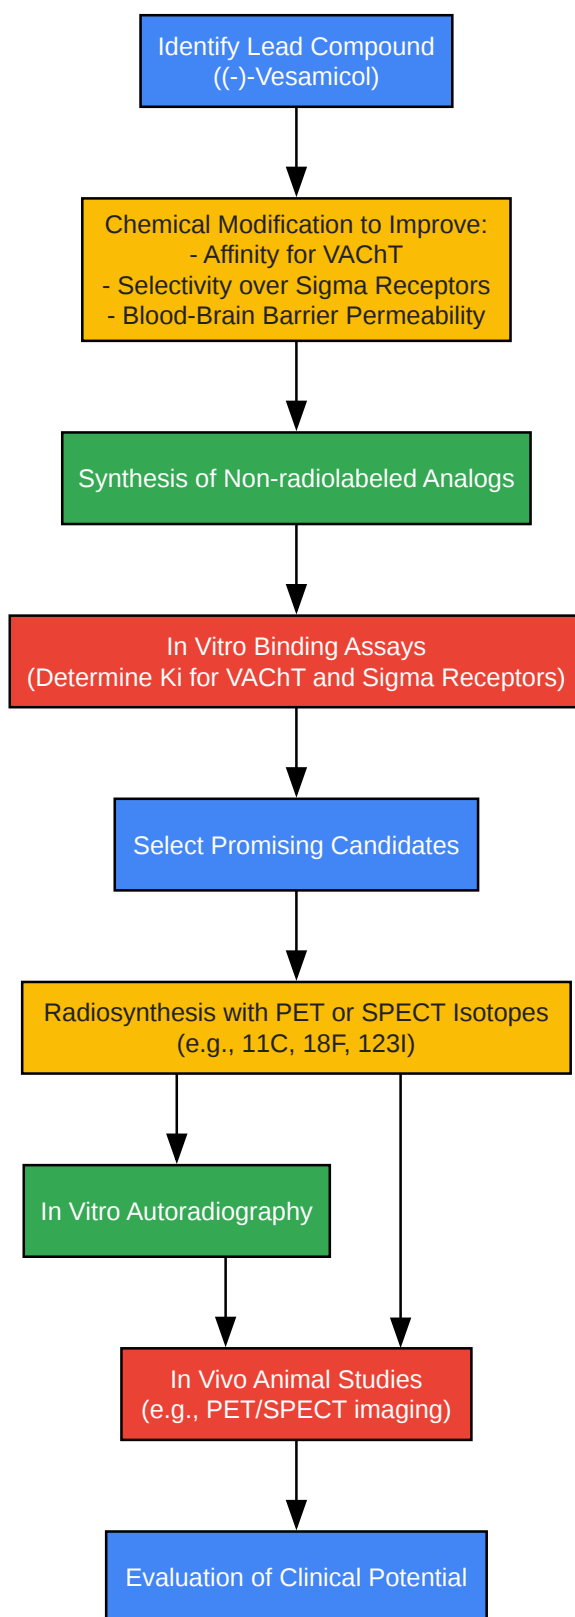 Identify Lead Compound
((-)-Vesamicol)
Chemical Modification to Improve:
- Affinity for VAChT
- Selectivity over Sigma Receptors
- Blood-Brain Barrier Permeability
Synthesis of Non-radiolabeled Analogs
In Vitro Binding Assays
(Determine Ki for VAChT and Sigma Receptors)
Select Promising Candidates
Radiosynthesis with PET or SPECT Isotopes
(e.g., 11C, 18F, 123I)
In Vitro Autoradiography
In Vivo Animal Studies
(e.g., PET/SPECT imaging)
Evaluation of Clinical Potential